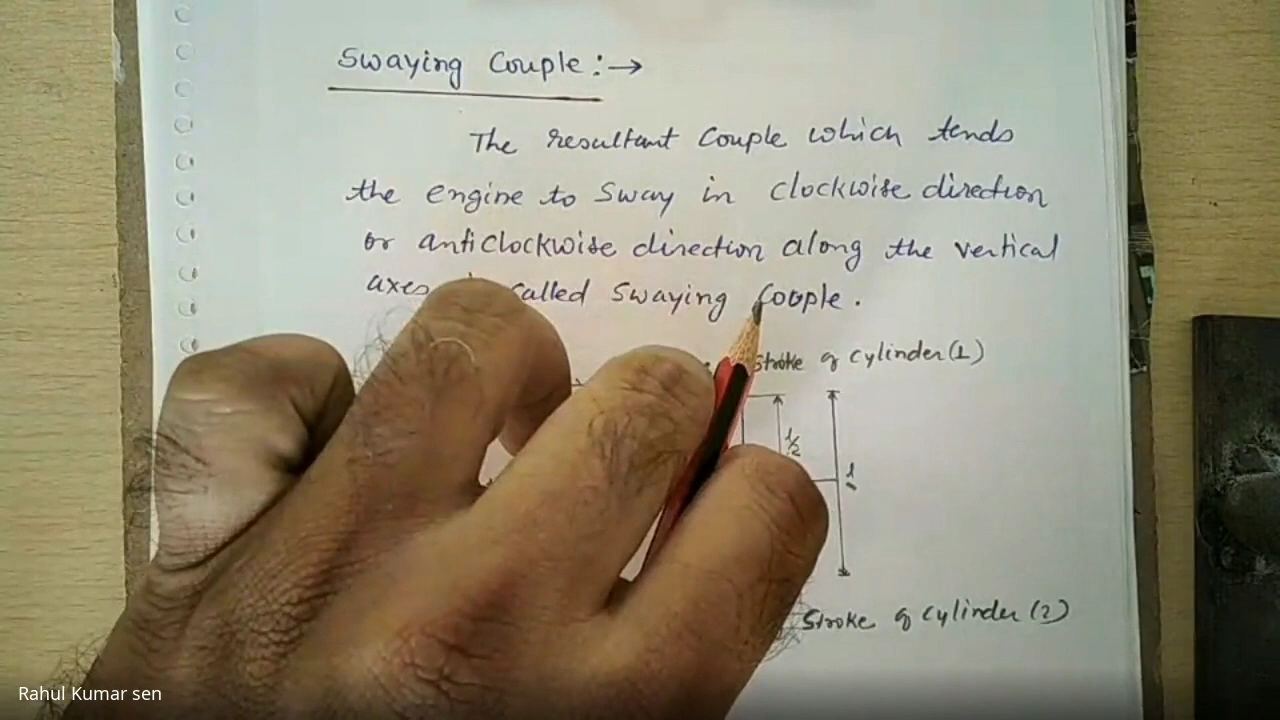 Swaying Couple :→
The resultant couple which tends
the engine to sway in clockwise direction
or anticlockwise direction along the vertical
axes called swaying couple.
Stroke of cylinder (1)
l/2
l
Stroke of cylinder (2)
Rahul Kumar sen